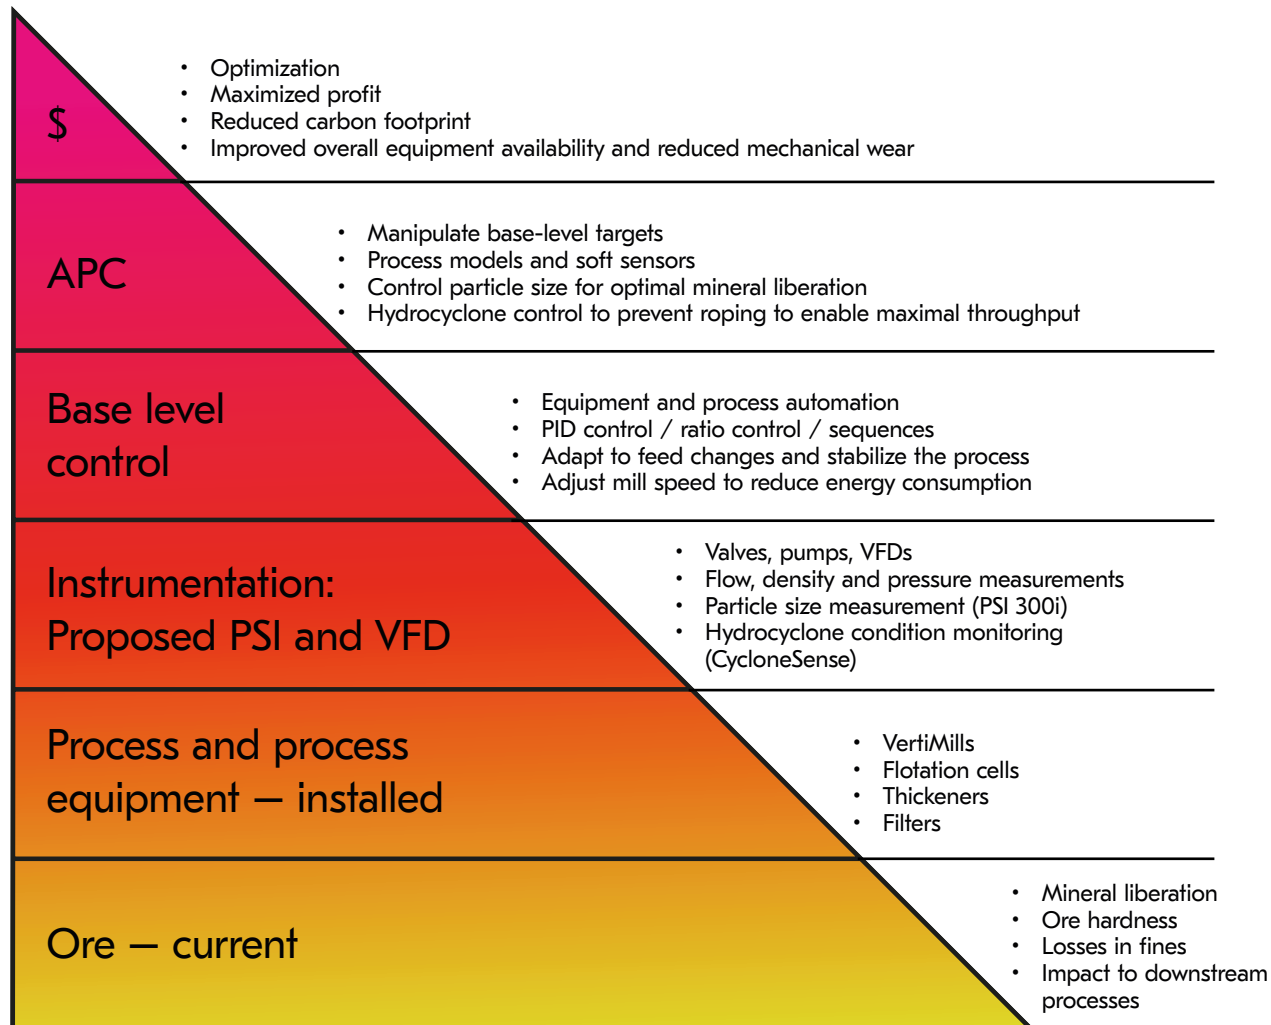 $
• Optimization
• Maximized profit
• Reduced carbon footprint
• Improved overall equipment availability and reduced mechanical wear
APC
• Manipulate base-level targets
• Process models and soft sensors
• Control particle size for optimal mineral liberation
• Hydrocyclone control to prevent roping to enable maximal throughput
Base level
control
• Equipment and process automation
• PID control / ratio control / sequences
• Adapt to feed changes and stabilize the process
• Adjust mill speed to reduce energy consumption
Instrumentation:
Proposed PSI and VFD
• Valves, pumps, VFDs
• Flow, density and pressure measurements
• Particle size measurement (PSI 300i)
• Hydrocyclone condition monitoring
(CycloneSense)
Process and process
equipment – installed
• VertiMills
• Flotation cells
• Thickeners
• Filters
Ore – current
• Mineral liberation
• Ore hardness
• Losses in fines
• Impact to downstream
processes